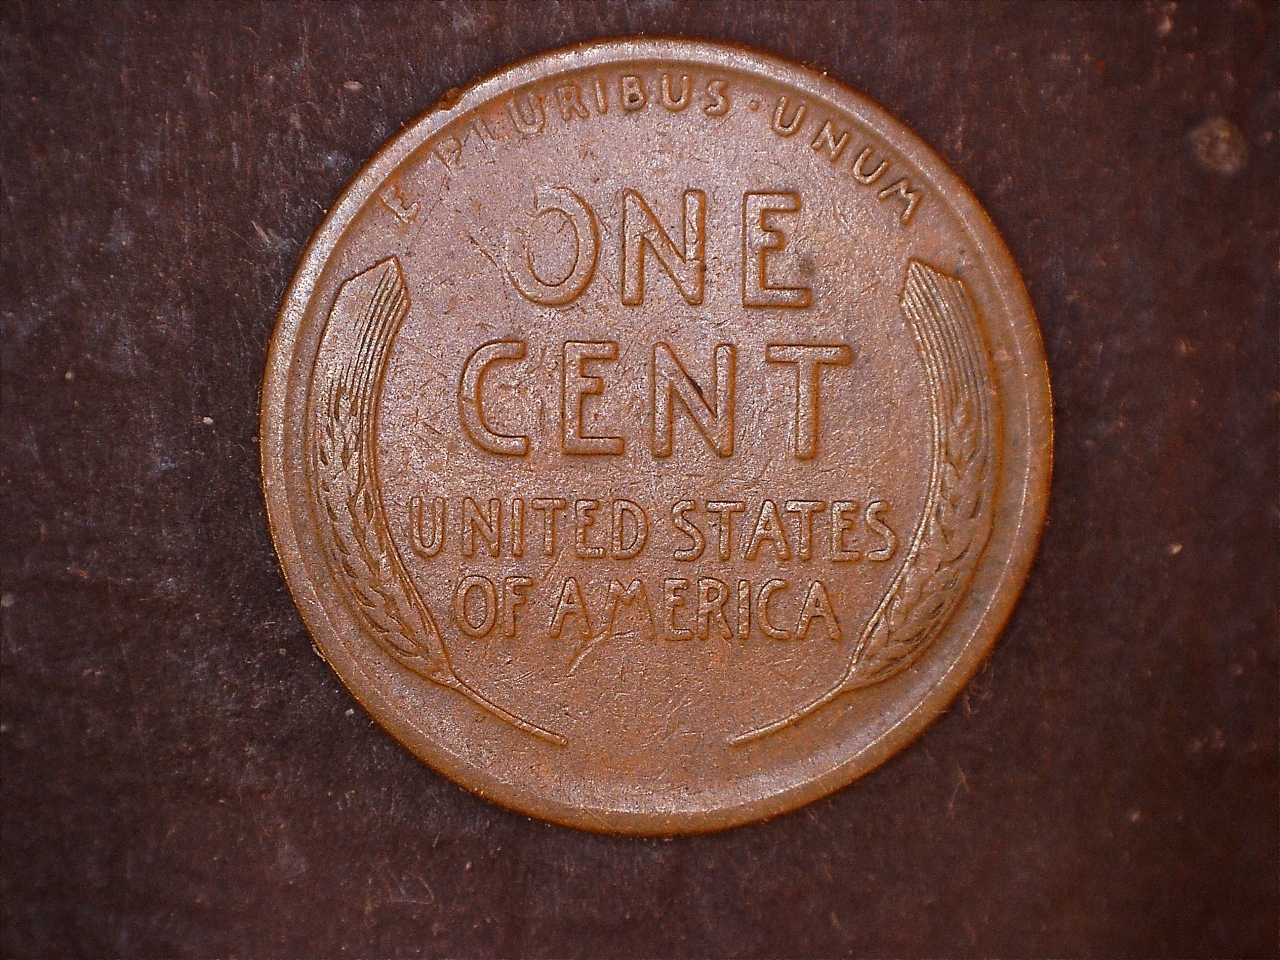 E PLURIBUS · UNUM
ONE
CENT
UNITED STATES
OF AMERICA